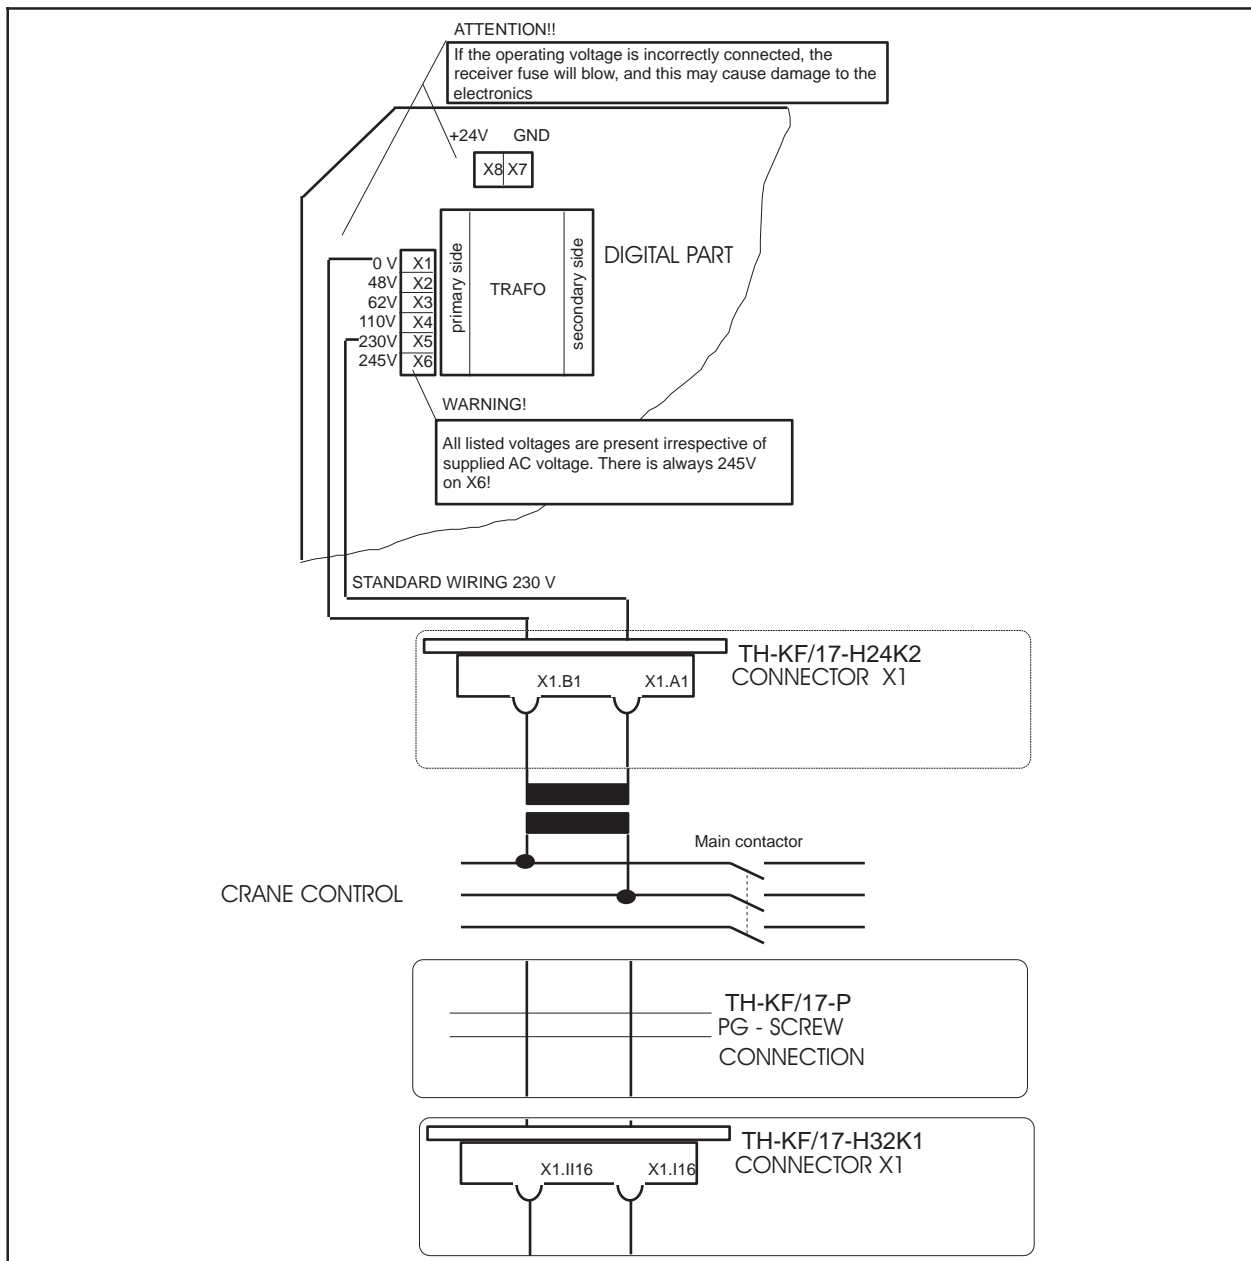 ATTENTION!!
If the operating voltage is incorrectly connected, the
receiver fuse will blow, and this may cause damage to the
electronics
+24V GND
X8 X7
0 V X1
48V X2
62V X3
110V X4
230V X5
245V X6
primary side
TRAFO
secondary side
DIGITAL PART
WARNING!
All listed voltages are present irrespective of
supplied AC voltage. There is always 245V
on X6!
STANDARD WIRING 230 V
TH-KF/17-H24K2
CONNECTOR X1
X1.B1 X1.A1
Main contactor
CRANE CONTROL
TH-KF/17-P
PG - SCREW
CONNECTION
TH-KF/17-H32K1
CONNECTOR X1
X1.II16 X1.I16